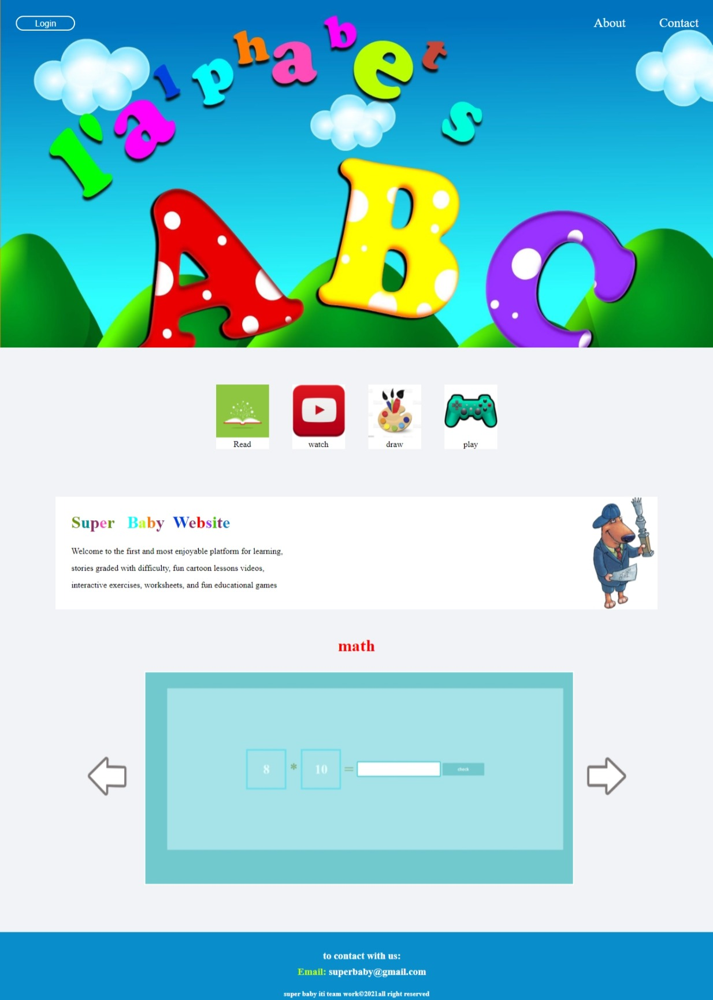 Login
About
Contact
l'alphabets
A B C
Read
watch
draw
play
Super Baby Website
Welcome to the first and most enjoyable platform for learning,
stories graded with difficulty, fun cartoon lessons videos,
interactive exercises, worksheets, and fun educational games
math
8 * 10 = check
to contact with us:
Email: superbaby@gmail.com
super baby iti team work©2021all right reserved